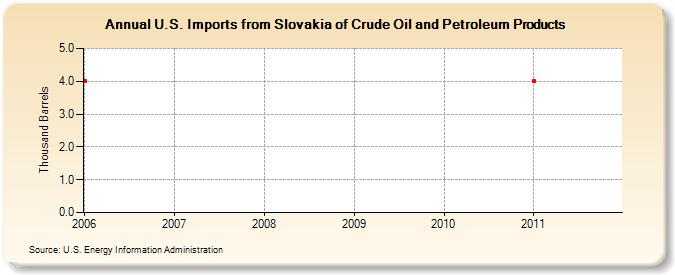 Annual U.S. Imports from Slovakia of Crude Oil and Petroleum Products
Thousand Barrels
5.0
4.0
3.0
2.0
1.0
0.0
2006 2007 2008 2009 2010 2011
Source: U.S. Energy Information Administration